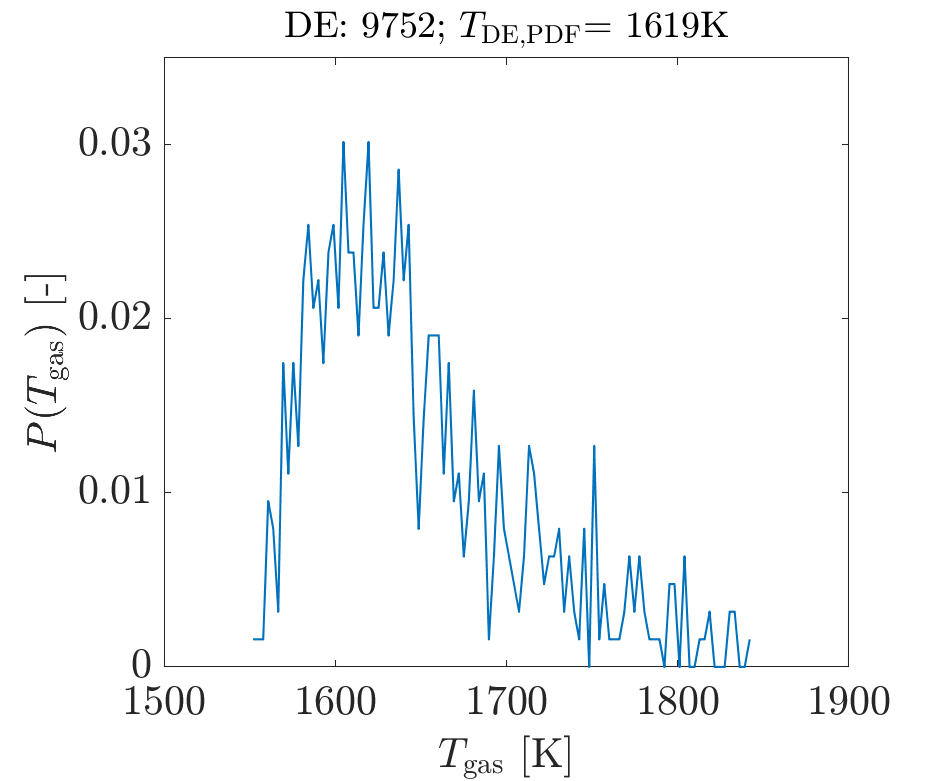 DE: 9752; T_DE,PDF= 1619K
0.03
0.02
0.01
0
P(T_gas) [-]
1500 1600 1700 1800 1900
T_gas [K]